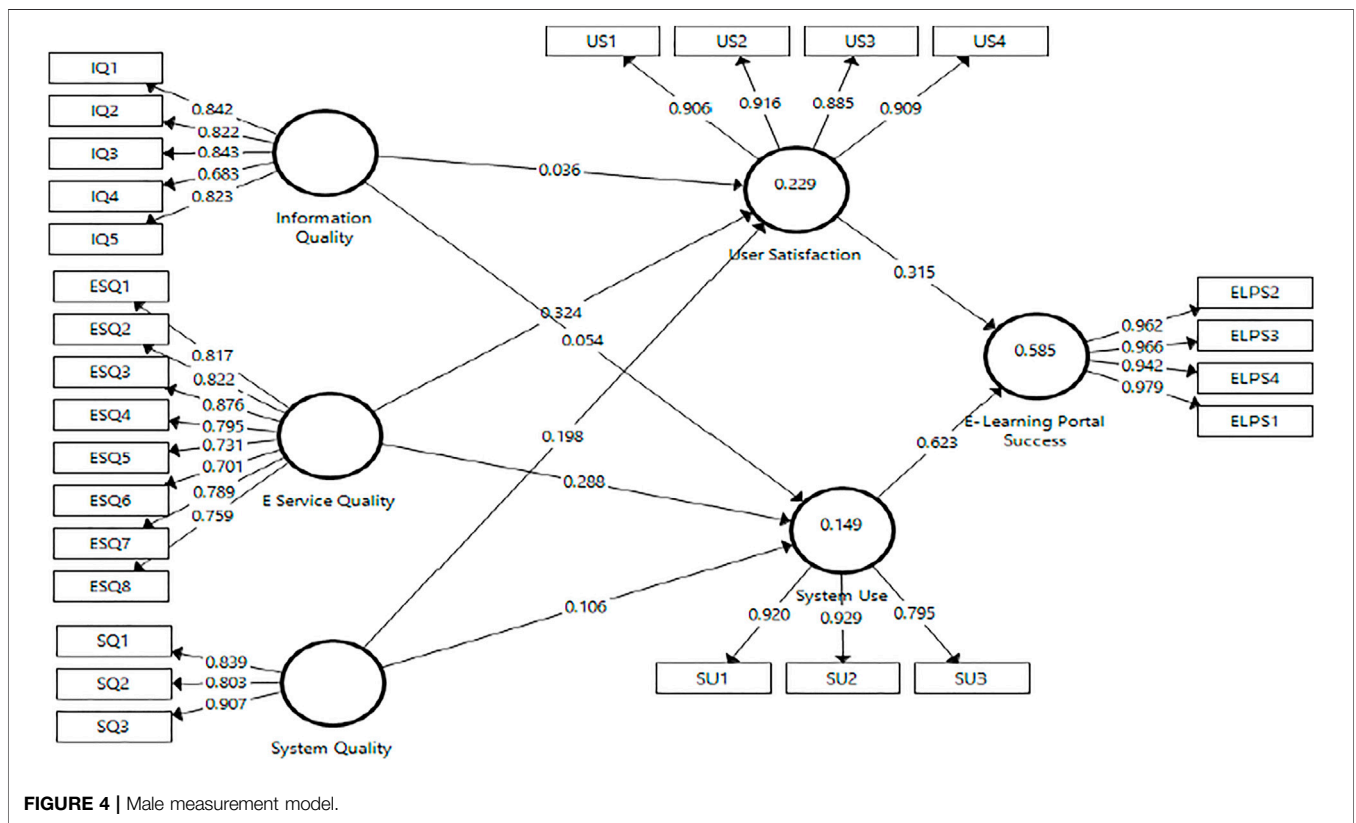 US1
US2
US3
US4
0.906
0.916
0.885
0.909
IQ1
IQ2
IQ3
IQ4
IQ5
0.842
0.822
0.843
0.683
0.823
Information
Quality
0.036
0.229
User Satisfaction
ESQ1
ESQ2
ESQ3
ESQ4
ESQ5
ESQ6
ESQ7
ESQ8
0.817
0.822
0.876
0.795
0.731
0.701
0.789
0.759
E Service Quality
0.324
0.054
0.198
0.288
0.106
0.315
0.623
0.585
E-Learning Portal
Success
0.962
0.966
0.942
0.979
ELPS2
ELPS3
ELPS4
ELPS1
0.149
System Use
0.920
0.929
0.795
SU1
SU2
SU3
SQ1
SQ2
SQ3
0.839
0.803
0.907
System Quality
FIGURE 4 | Male measurement model.